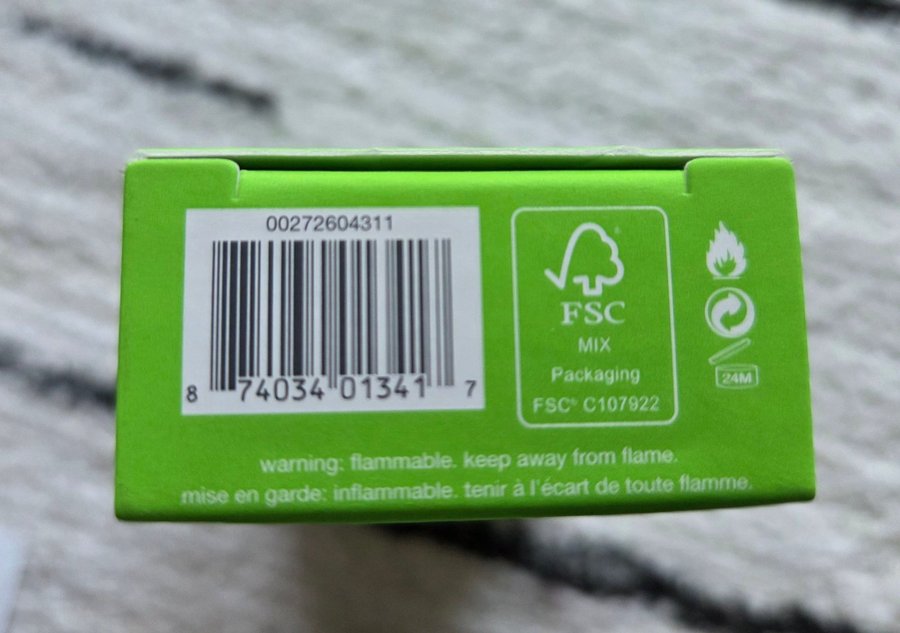 00272604311
8 74034 01341 7
FSC
MIX
Packaging
FSC® C107922
24M
warning: flammable. keep away from flame.
mise en garde: inflammable. tenir à l'écart de toute flamme.